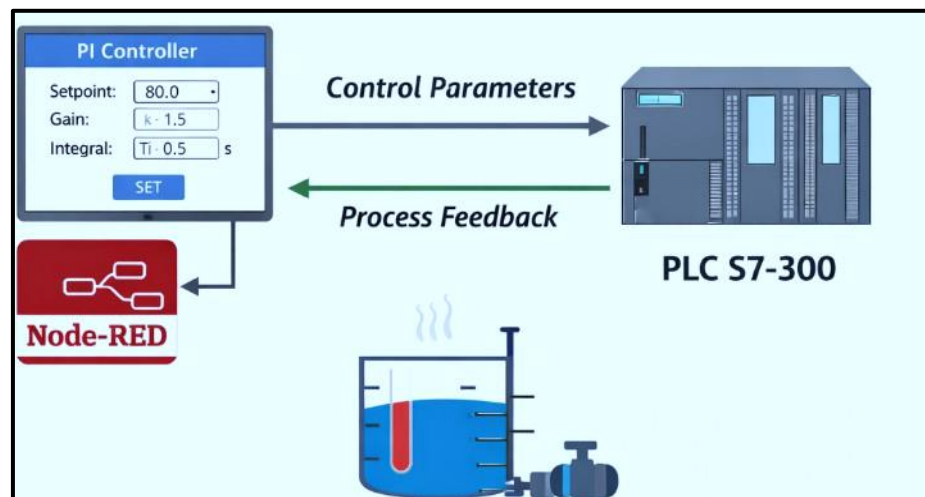 PI Controller
Setpoint: 80.0
Gain: k - 1.5
Integral: Ti - 0.5 s
SET
Control Parameters
Process Feedback
PLC S7-300
Node-RED